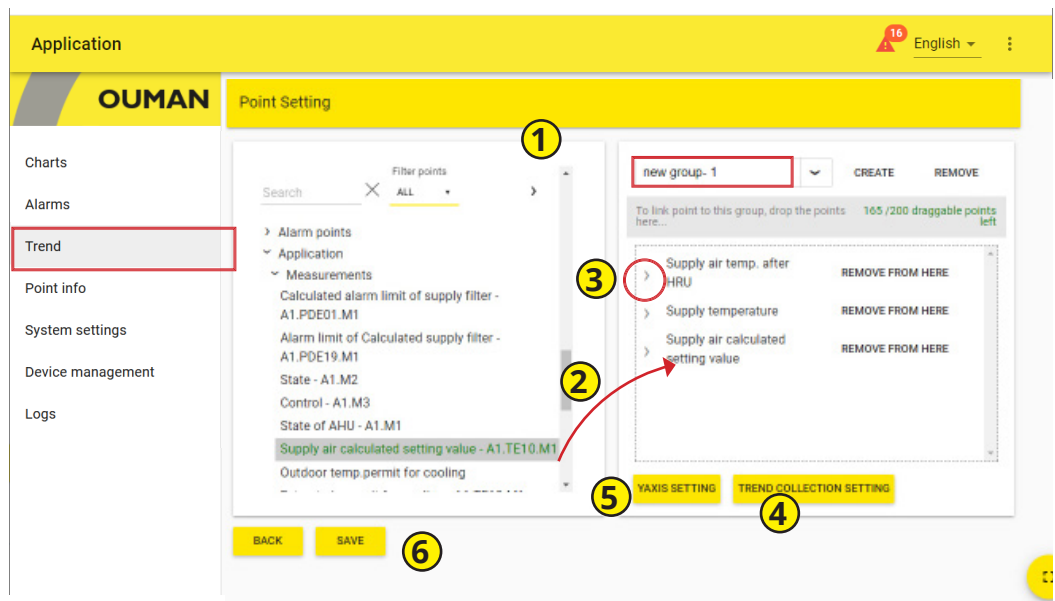 Application
16
English
OUMAN
Point Setting
Charts
Alarms
Trend
Point info
System settings
Device management
Logs
1
Filter points
Search
ALL
Alarm points
Application
Measurements
Calculated alarm limit of supply filter -
A1.PDE01.M1
Alarm limit of Calculated supply filter -
A1.PDE19.M1
State - A1.M2
Control - A1.M3
State of AHU - A1.M1
Supply air calculated setting value - A1.TE10.M1
Outdoor temp.permit for cooling
2
new group- 1
CREATE
REMOVE
To link point to this group, drop the points
here...
165 /200 draggable points
left
3
Supply air temp. after
HRU
REMOVE FROM HERE
Supply temperature
REMOVE FROM HERE
Supply air calculated
setting value
REMOVE FROM HERE
5
YAXIS SETTING
TREND COLLECTION SETTING
4
BACK
SAVE
6